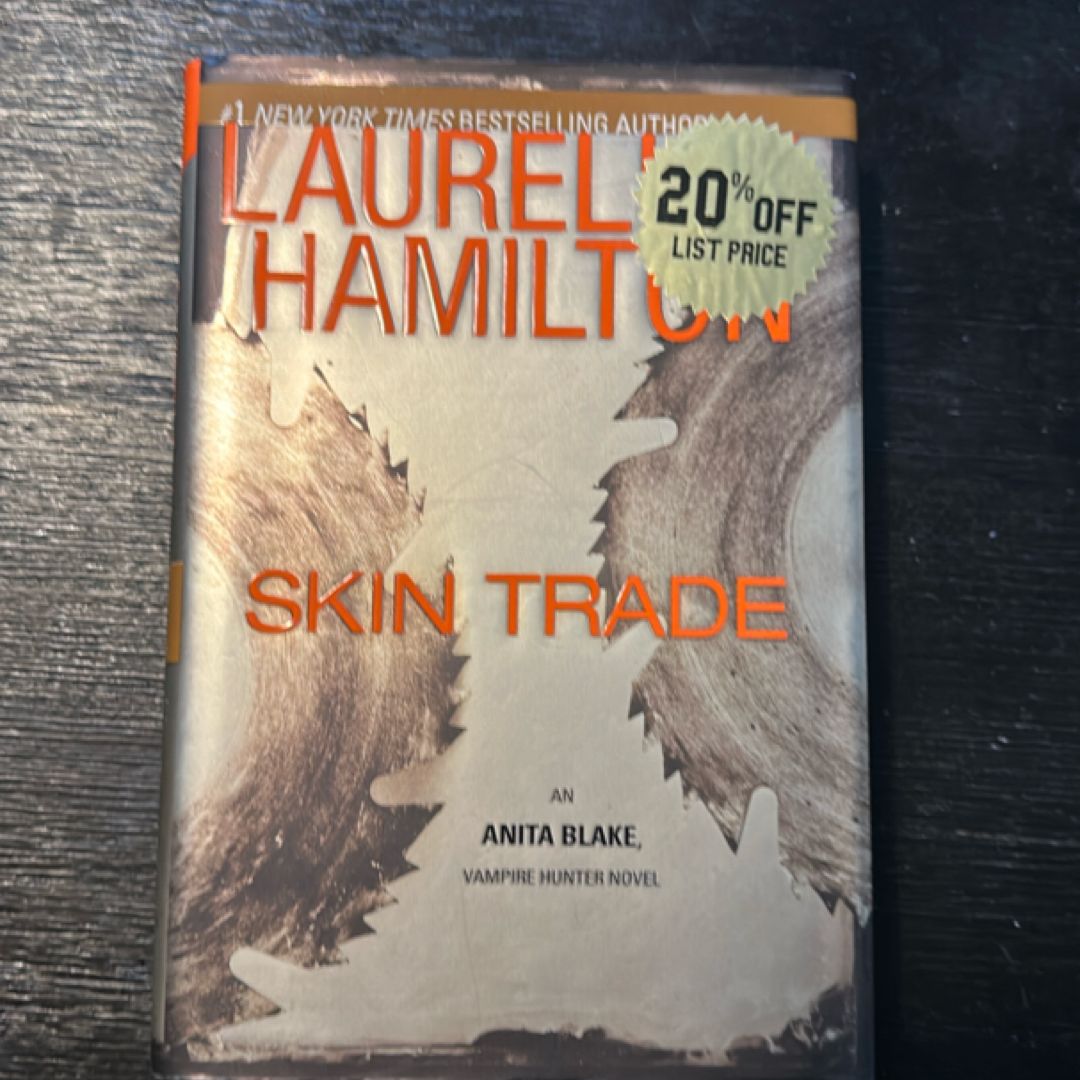 #1 NEW YORK TIMES BESTSELLING AUTHOR
LAUREL
HAMILTON
20% OFF
LIST PRICE
SKIN TRADE
AN
ANITA BLAKE,
VAMPIRE HUNTER NOVEL